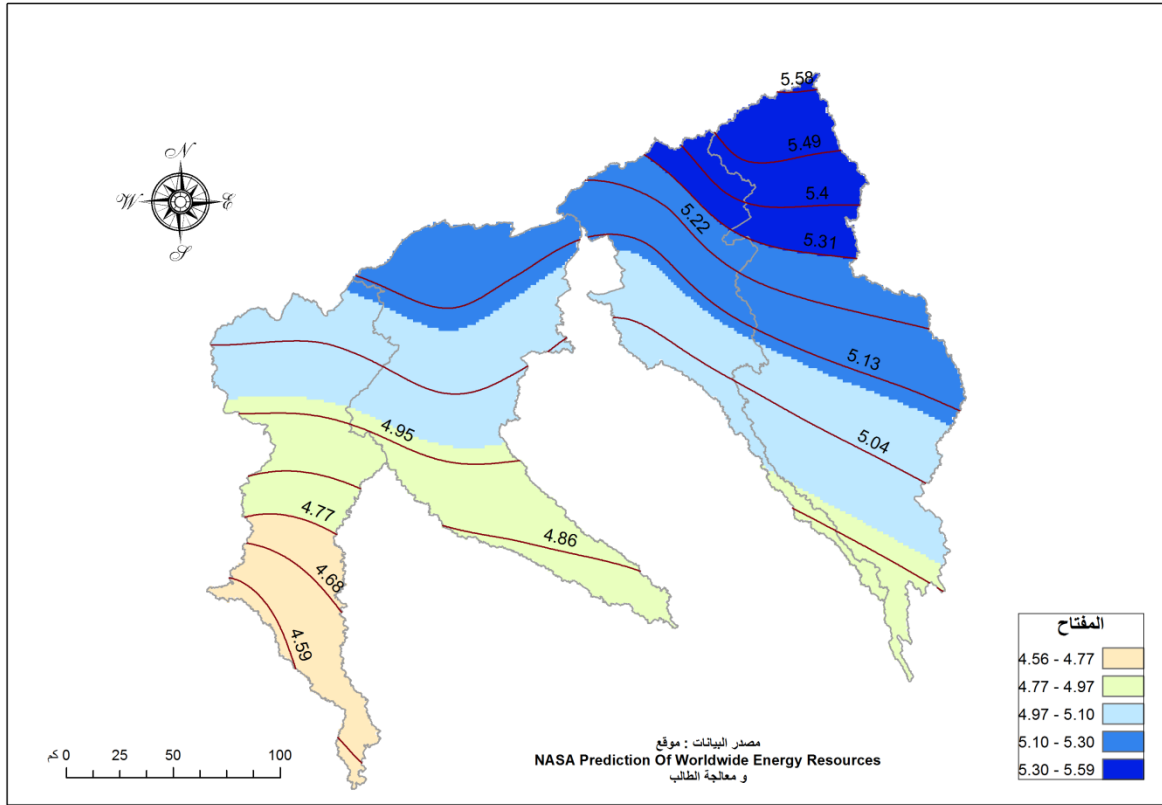 5.58
5.49
5.4
5.31
5.22
5.13
5.04
4.95
4.86
4.77
4.68
4.59
N
W
E
S
المفتاح
4.56 - 4.77
4.77 - 4.97
4.97 - 5.10
5.10 - 5.30
5.30 - 5.59
كم 0 25 50 100
مصدر البيانات : موقع
NASA Prediction Of Worldwide Energy Resources
و معالجة الطالب